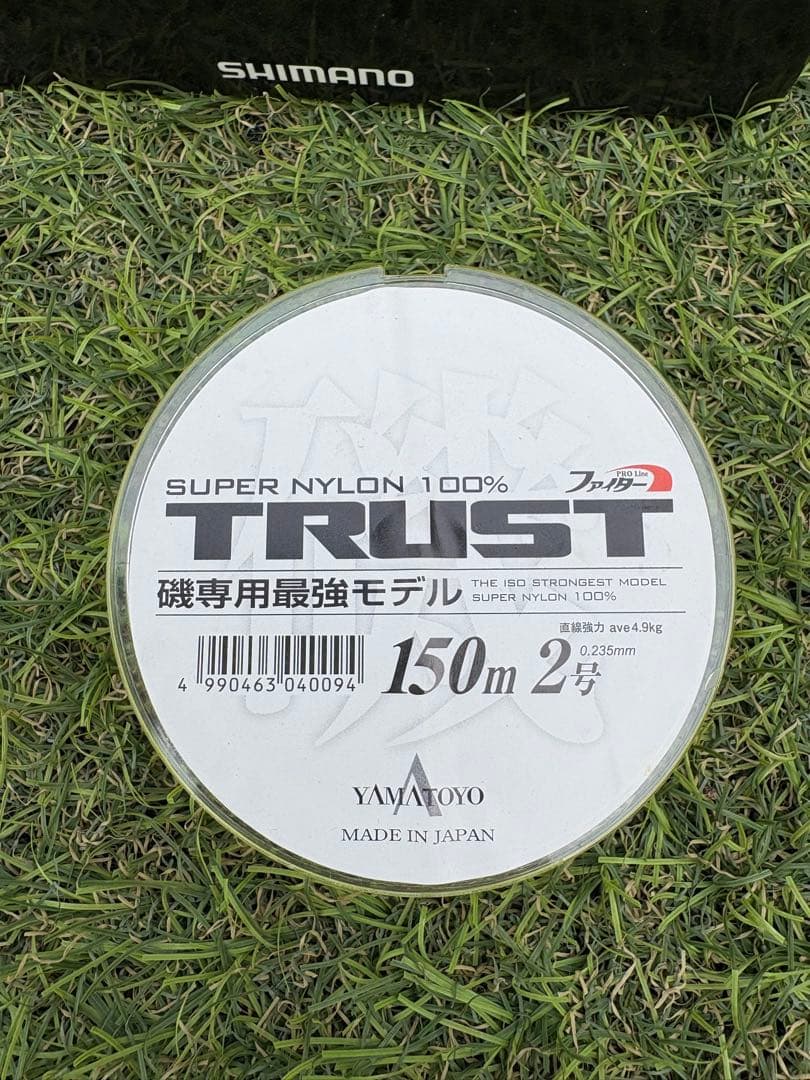 SHIMANO
磯
SUPER NYLON 100%
PRO Line
ファイター
TRUST
磯専用最強モデル
THE ISO STRONGEST MODEL
SUPER NYLON 100%
直線強力 ave4.9kg
150m 2号
0.235mm
4 990463 040094
YAMATOYO
MADE IN JAPAN